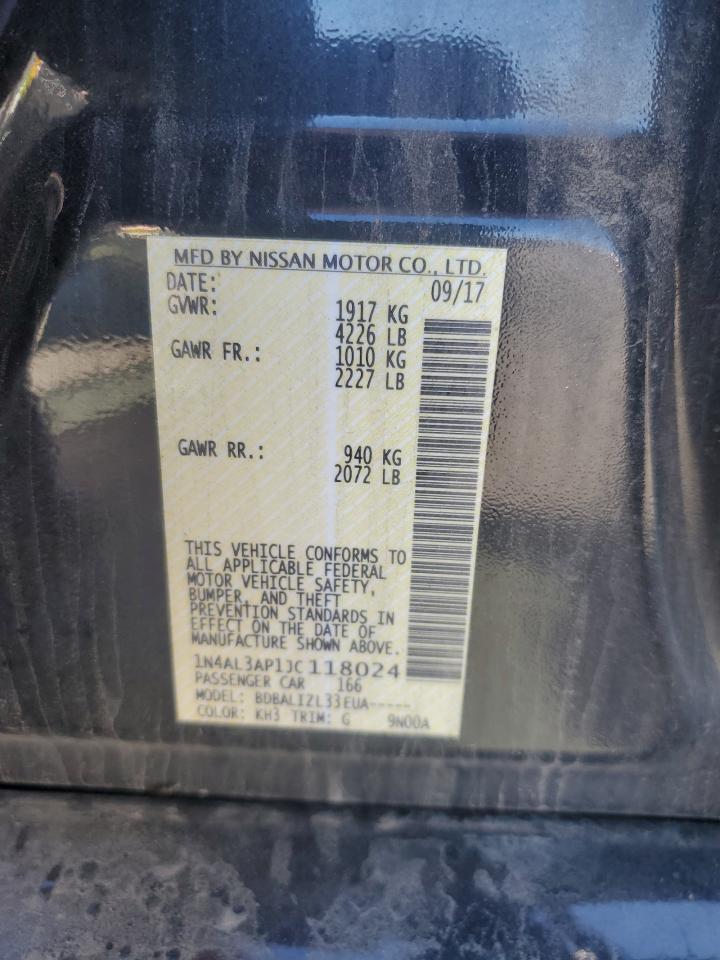 MFD BY NISSAN MOTOR CO., LTD.
DATE: 09/17
GVWR: 1917 KG
4226 LB
GAWR FR.: 1010 KG
2227 LB
GAWR RR.: 940 KG
2072 LB
THIS VEHICLE CONFORMS TO
ALL APPLICABLE FEDERAL
MOTOR VEHICLE SAFETY,
BUMPER, AND THEFT
PREVENTION STANDARDS IN
EFFECT ON THE DATE OF
MANUFACTURE SHOWN ABOVE.
1N4AL3AP1JC118024
PASSENGER CAR 166
MODEL: BDBALIZL33EUA-----
COLOR: KH3 TRIM: G 9N00A